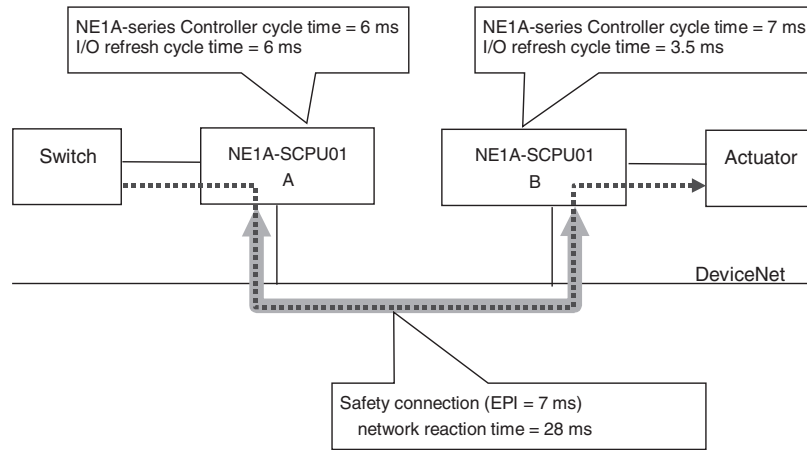 NE1A-series Controller cycle time = 6 ms
I/O refresh cycle time = 6 ms
NE1A-series Controller cycle time = 7 ms
I/O refresh cycle time = 3.5 ms
Switch
NE1A-SCPU01
A
NE1A-SCPU01
B
Actuator
DeviceNet
Safety connection (EPI = 7 ms)
network reaction time = 28 ms